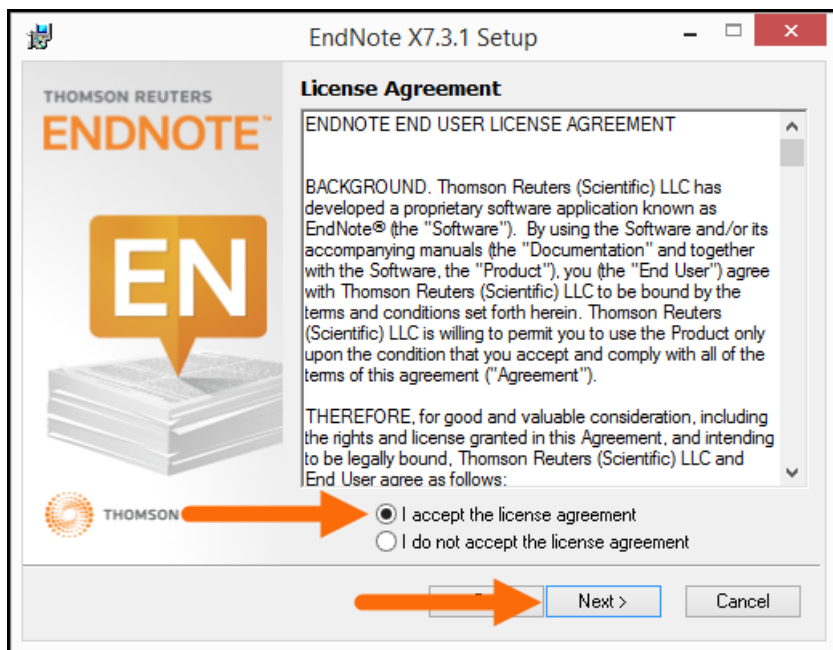 EndNote X7.3.1 Setup
THOMSON REUTERS
ENDNOTE™
EN
THOMSON
License Agreement
ENDNOTE END USER LICENSE AGREEMENT
BACKGROUND. Thomson Reuters (Scientific) LLC has
developed a proprietary software application known as
EndNote® (the "Software"). By using the Software and/or its
accompanying manuals (the "Documentation" and together
with the Software, the "Product"), you (the "End User") agree
with Thomson Reuters (Scientific) LLC to be bound by the
terms and conditions set forth herein. Thomson Reuters
(Scientific) LLC is willing to permit you to use the Product only
upon the condition that you accept and comply with all of the
terms of this agreement ("Agreement").
THEREFORE, for good and valuable consideration, including
the rights and license granted in this Agreement, and intending
to be legally bound, Thomson Reuters (Scientific) LLC and
End User agree as follows:
I accept the license agreement
I do not accept the license agreement
Next >
Cancel